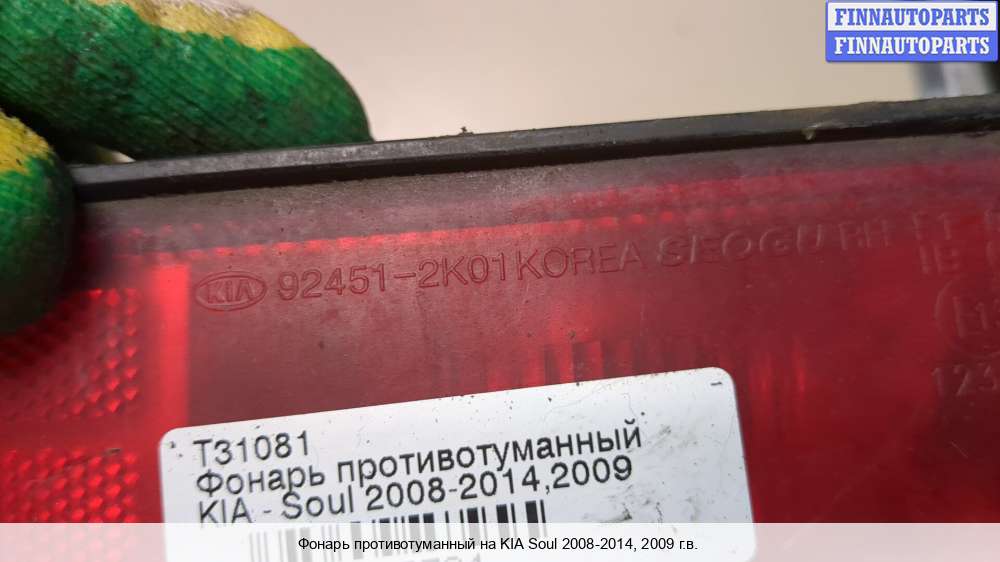 FINNAUTOPARTS
FINNAUTOPARTS
KIA 92451-2K01 KOREA SEOGU RH
123
T31081
Фонарь противотуманный
KIA - Soul 2008-2014,2009
Фонарь противотуманный на KIA Soul 2008-2014, 2009 г.в.